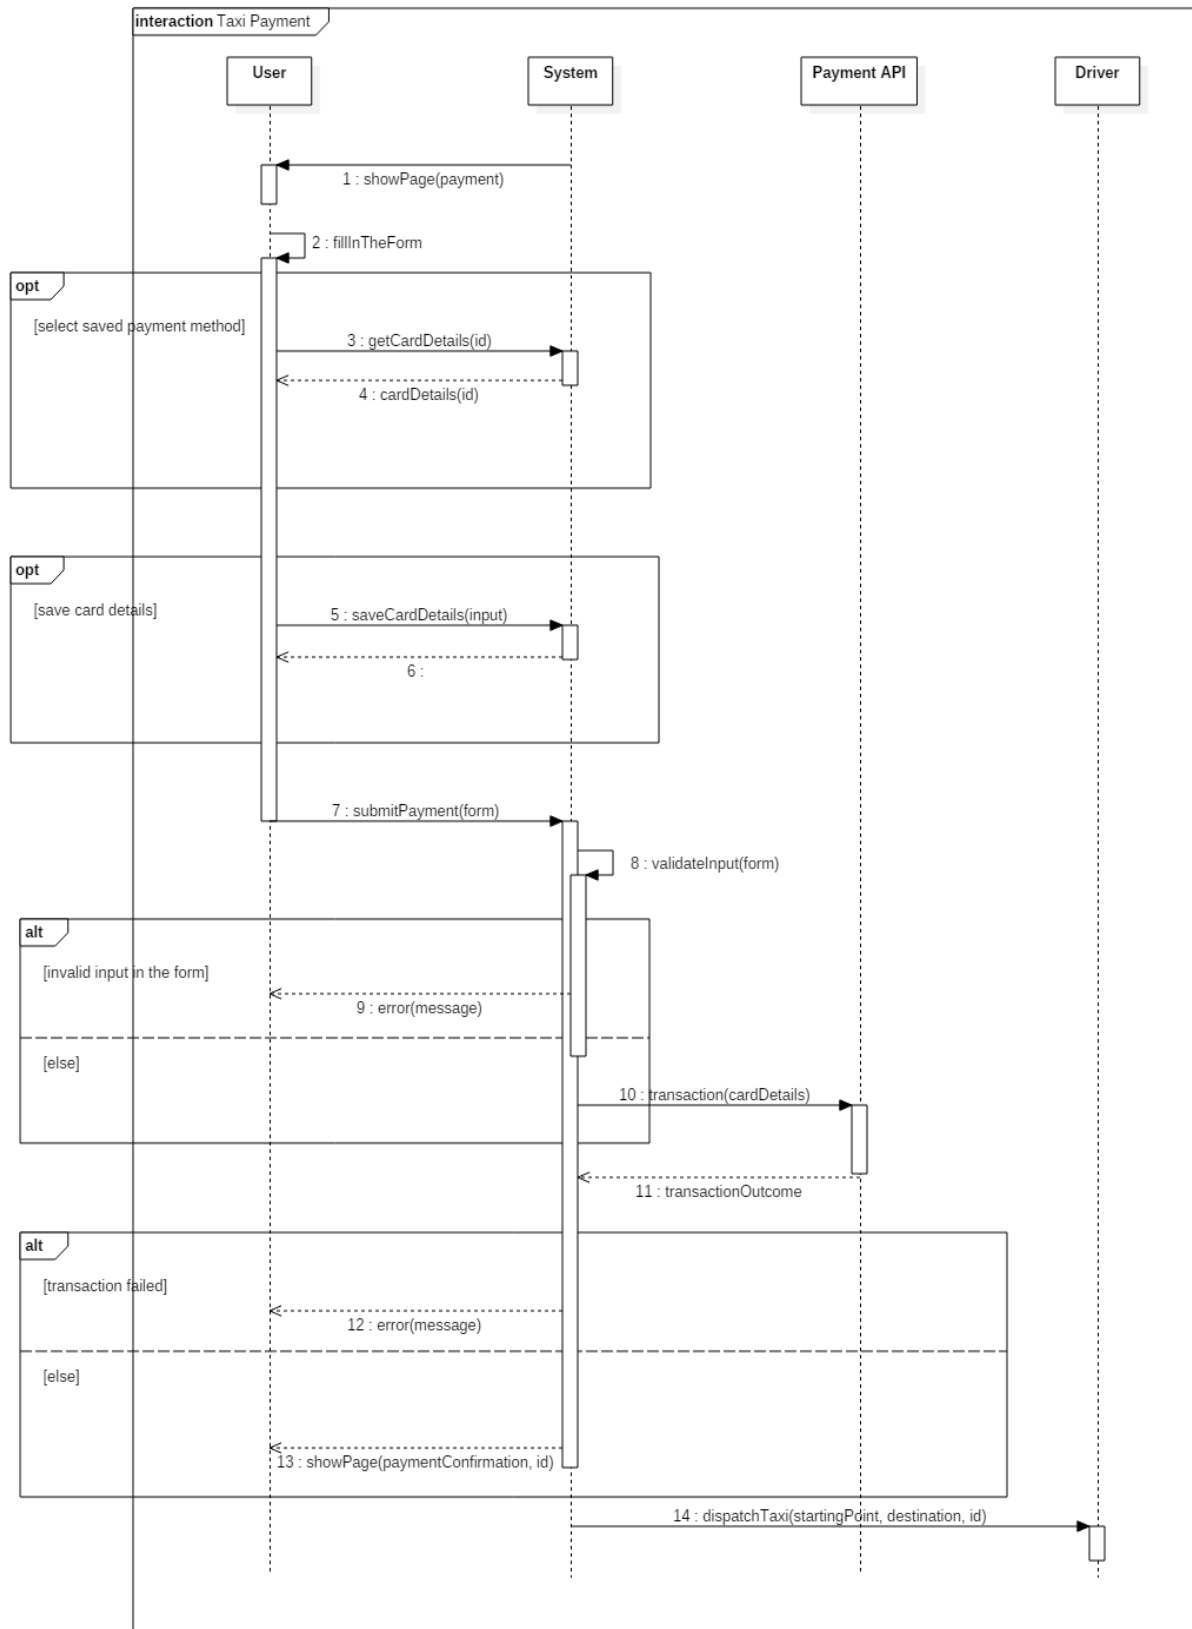 interaction Taxi Payment
User
System
Payment API
Driver
1 : showPage(payment)
2 : fillInTheForm
opt
[select saved payment method]
3 : getCardDetails(id)
4 : cardDetails(id)
opt
[save card details]
5 : saveCardDetails(input)
6 :
7 : submitPayment(form)
8 : validateInput(form)
alt
[invalid input in the form]
9 : error(message)
[else]
10 : transaction(cardDetails)
11 : transactionOutcome
alt
[transaction failed]
12 : error(message)
[else]
13 : showPage(paymentConfirmation, id)
14 : dispatchTaxi(startingPoint, destination, id)